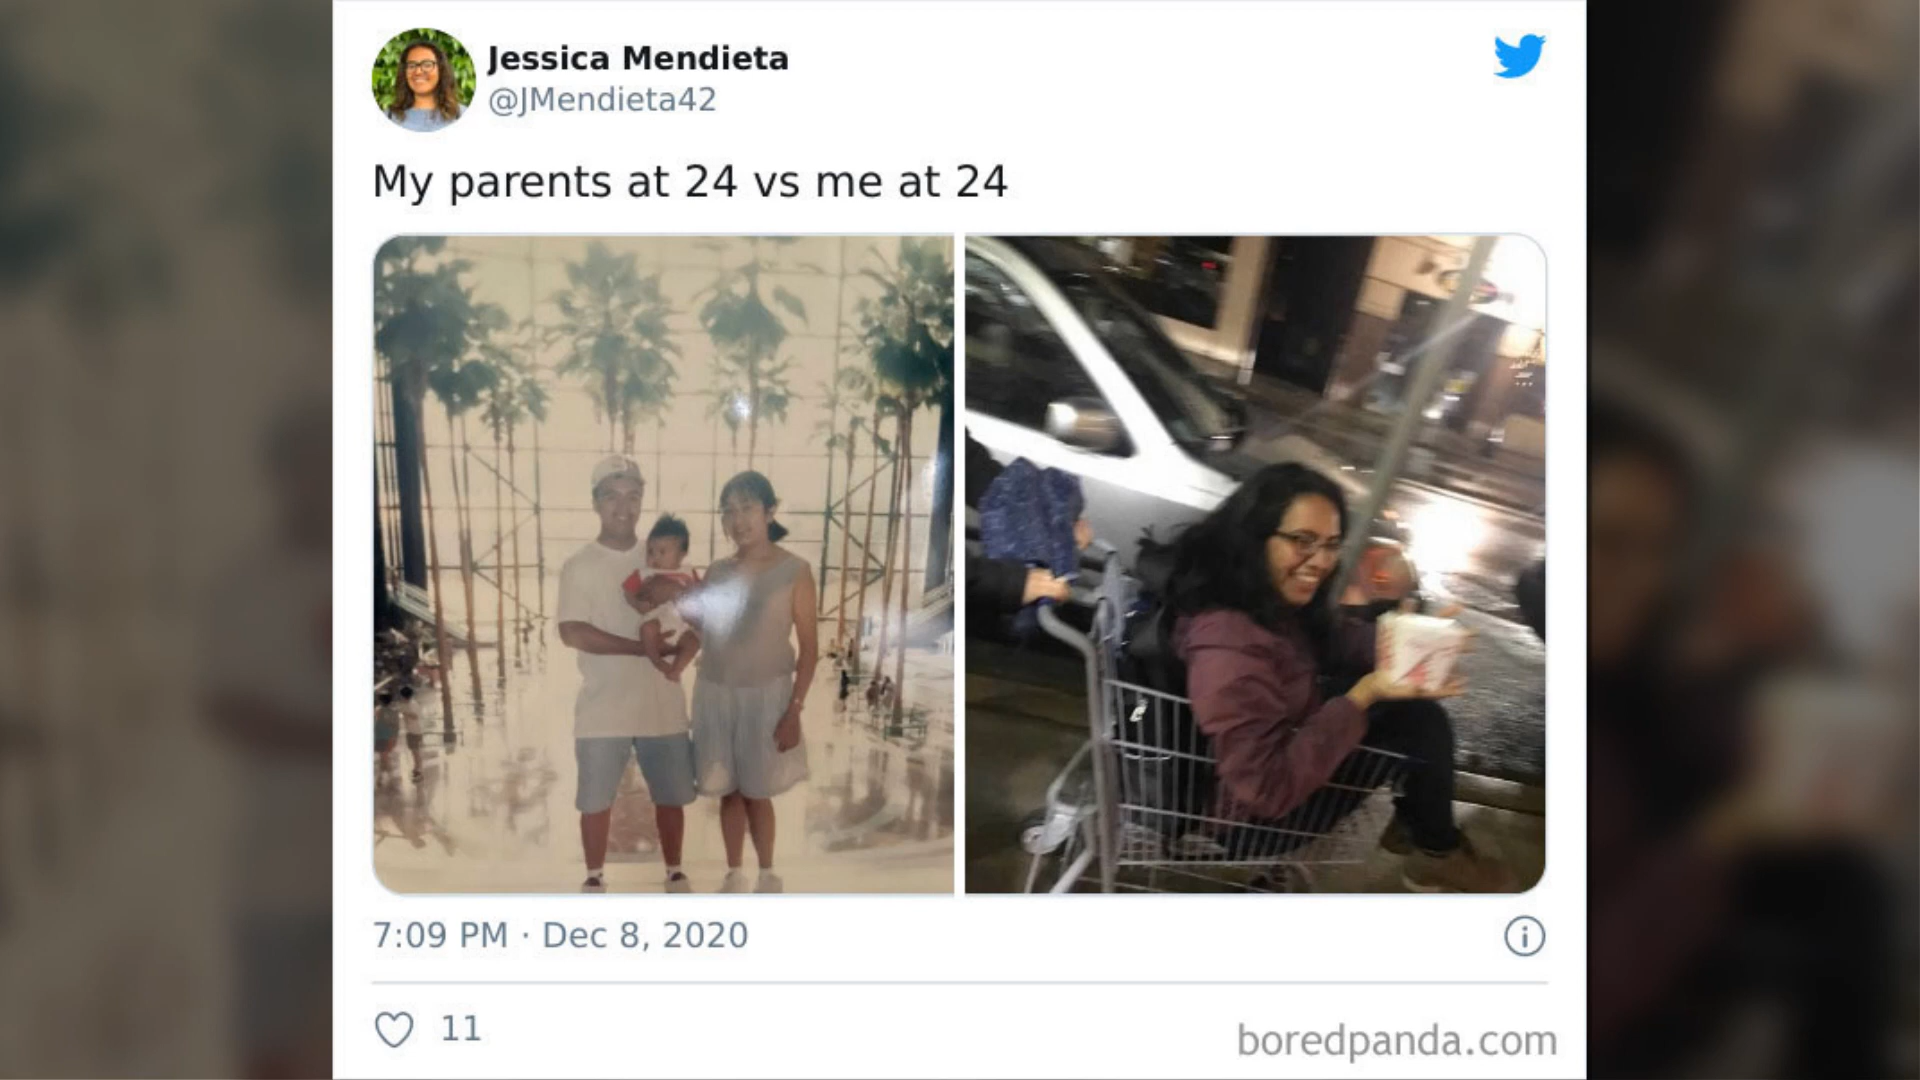 Jessica Mendieta
@JMendieta42
My parents at 24 vs me at 24
7:09 PM · Dec 8, 2020
11
boredpanda.com